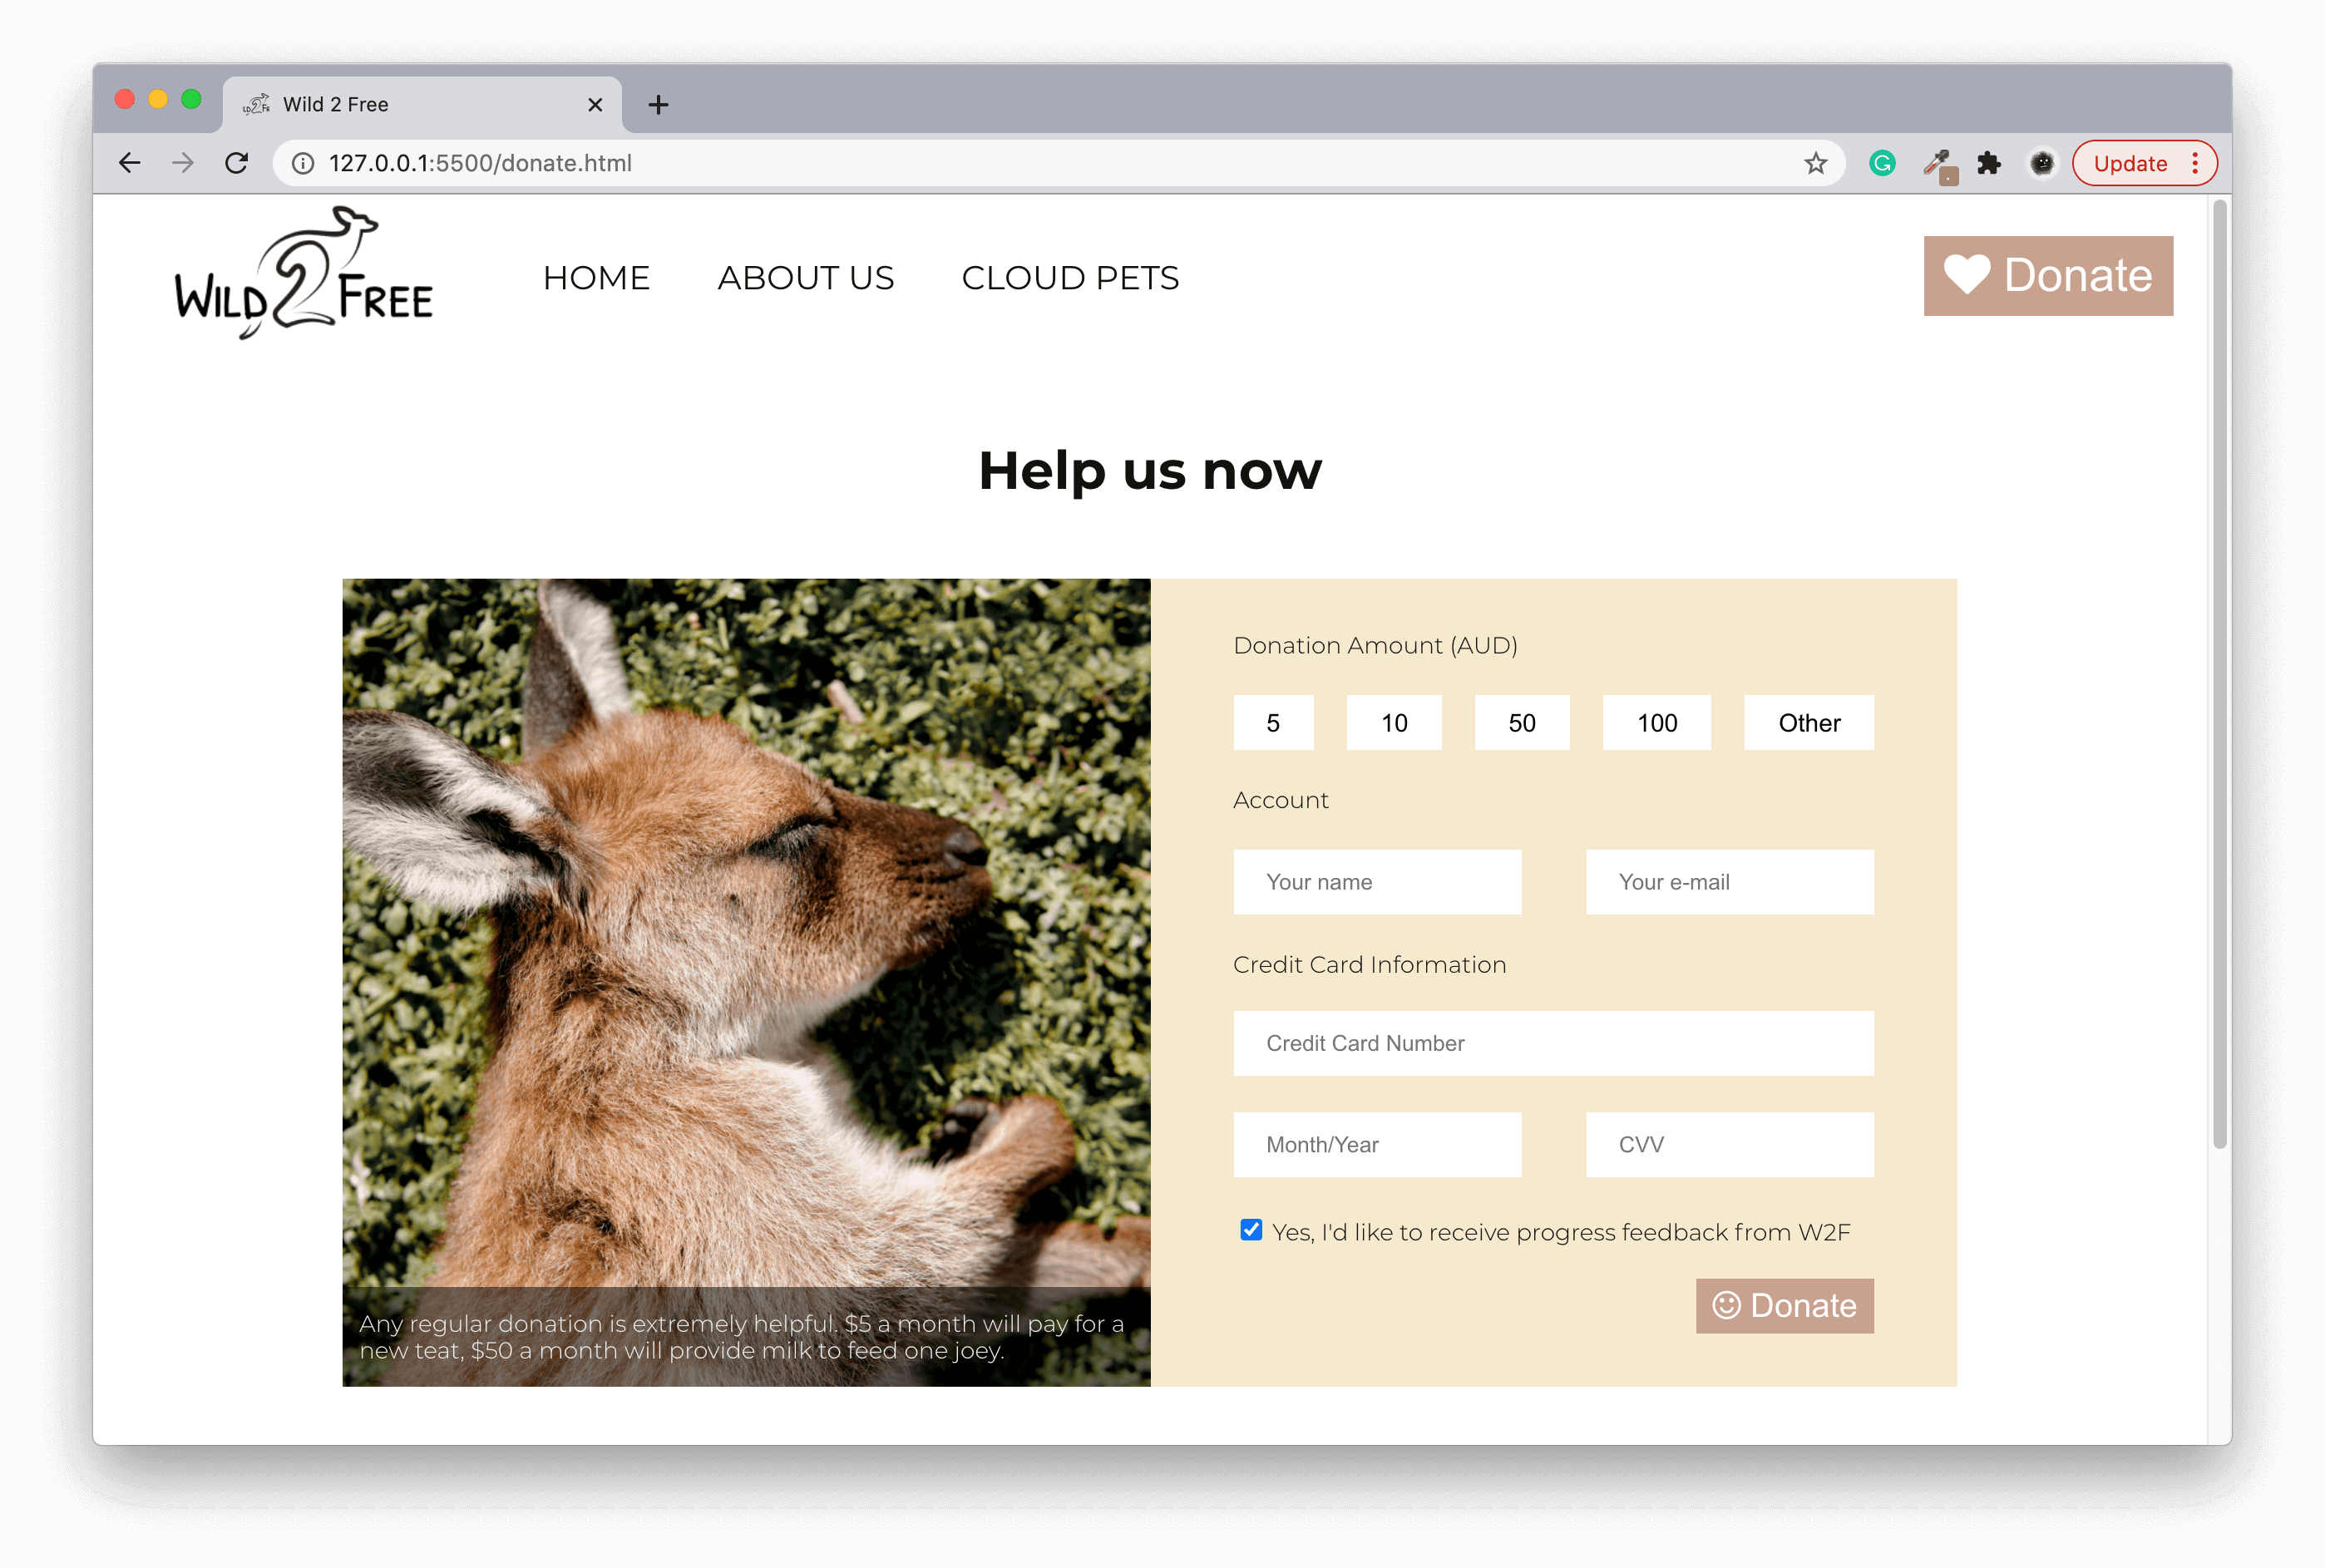 Wild 2 Free
127.0.0.1:5500/donate.html
Update
WILD 2 FREE
HOME
ABOUT US
CLOUD PETS
Donate
Help us now
Donation Amount (AUD)
5
10
50
100
Other
Account
Your name
Your e-mail
Credit Card Information
Credit Card Number
Month/Year
CVV
Yes, I'd like to receive progress feedback from W2F
Donate
Any regular donation is extremely helpful. $5 a month will pay for a
new teat, $50 a month will provide milk to feed one joey.